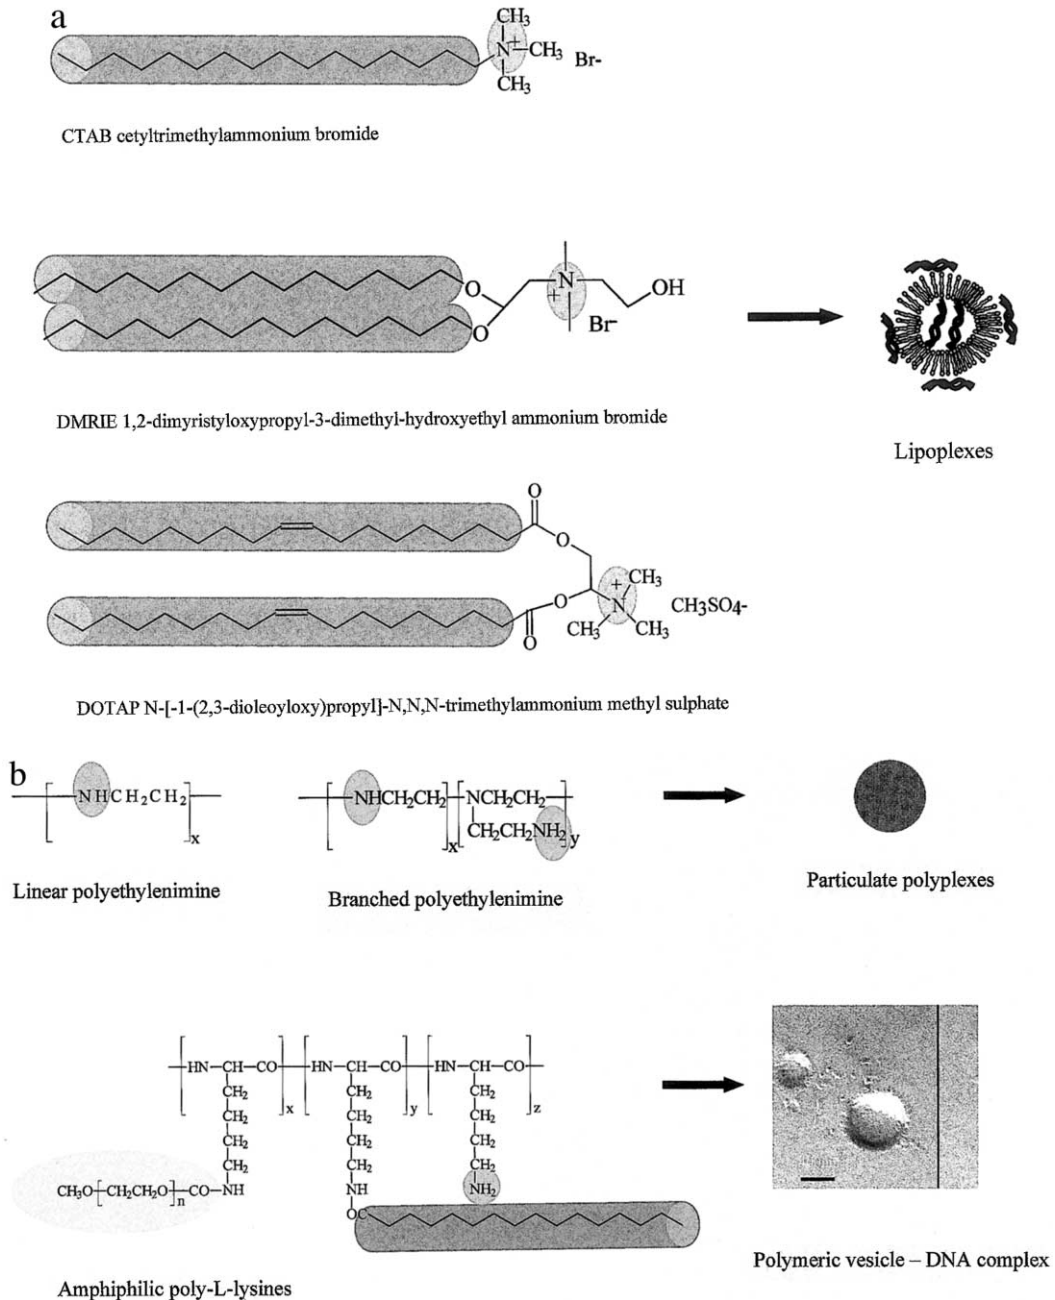 a
CH3
N+ CH3 Br-
CH3
CTAB cetyltrimethylammonium bromide
O N OH
+
O Br-
DMRIE 1,2-dimyristyloxypropyl-3-dimethyl-hydroxyethyl ammonium bromide
Lipoplexes
O
O
+ CH3
O N CH3SO4-
O CH3 CH3
DOTAP N-[-1-(2,3-dioleoyloxy)propyl]-N,N,N-trimethylammonium methyl sulphate
b
[NHCH2CH2]x
[NHCH2CH2]x[NCH2CH2
CH2CH2NH2]y
Linear polyethylenimine
Branched polyethylenimine
Particulate polyplexes
[HN-CH-CO]x[HN-CH-CO]y[HN-CH-CO]z
CH2 CH2 CH2
CH2 CH2 CH2
CH2 CH2 CH2
CH2 CH2 CH2
CH3O-[CH2CH2O]n-CO-NH NH NH2
OC
Amphiphilic poly-L-lysines
Polymeric vesicle – DNA complex